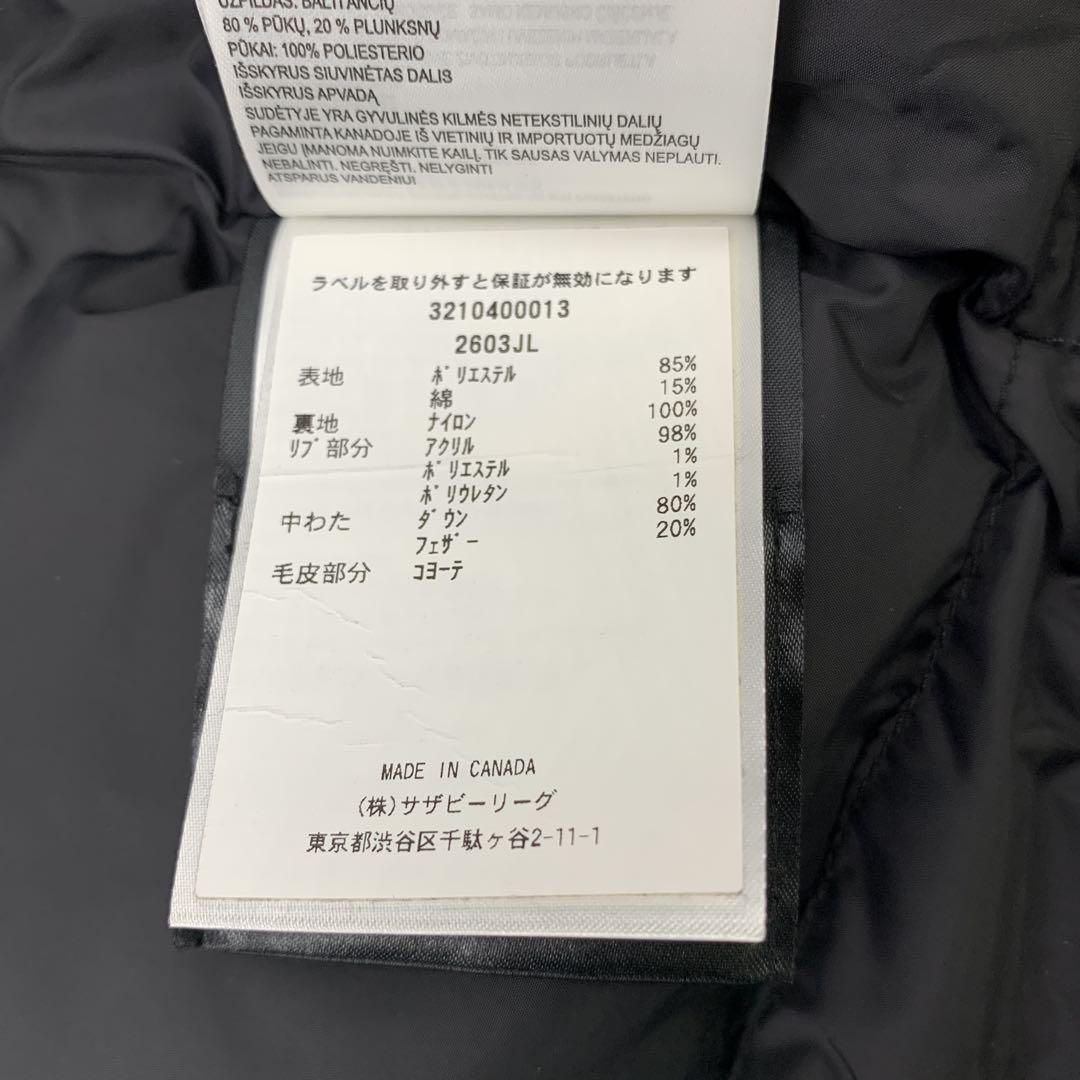 UŽPILDAS: BALTI ANČIŲ
80 % PŪKŲ, 20 % PLUNKSNŲ
PŪKAI: 100% POLIESTERIO
IŠSKYRUS SIUVINĖTAS DALIS
IŠSKYRUS APVADĄ
SUDĖTYJE YRA GYVULINĖS KILMĖS NETEKSTILINIŲ DALIŲ
PAGAMINTA KANADOJE IŠ VIETINIŲ IR IMPORTUOTŲ MEDŽIAGŲ
JEIGU ĮMANOMA NUIMKITE KAILĮ. TIK SAUSAS VALYMAS NEPLAUTI.
NEBALINTI. NEGRĘŠTI. NELYGINTI
ATSPARUS VANDENIUI
ラベルを取り外すと保証が無効になります
3210400013
2603JL
表地 ﾎﾟﾘｴｽﾃﾙ 85%
綿 15%
裏地 ﾅｲﾛﾝ 100%
ﾘﾌﾞ部分 ｱｸﾘﾙ 98%
ﾎﾟﾘｴｽﾃﾙ 1%
ﾎﾟﾘｳﾚﾀﾝ 1%
中わた ﾀﾞｳﾝ 80%
ﾌｪｻﾞｰ 20%
毛皮部分 ｺﾖｰﾃ
MADE IN CANADA
(株)サザビーリーグ
東京都渋谷区千駄ヶ谷2-11-1